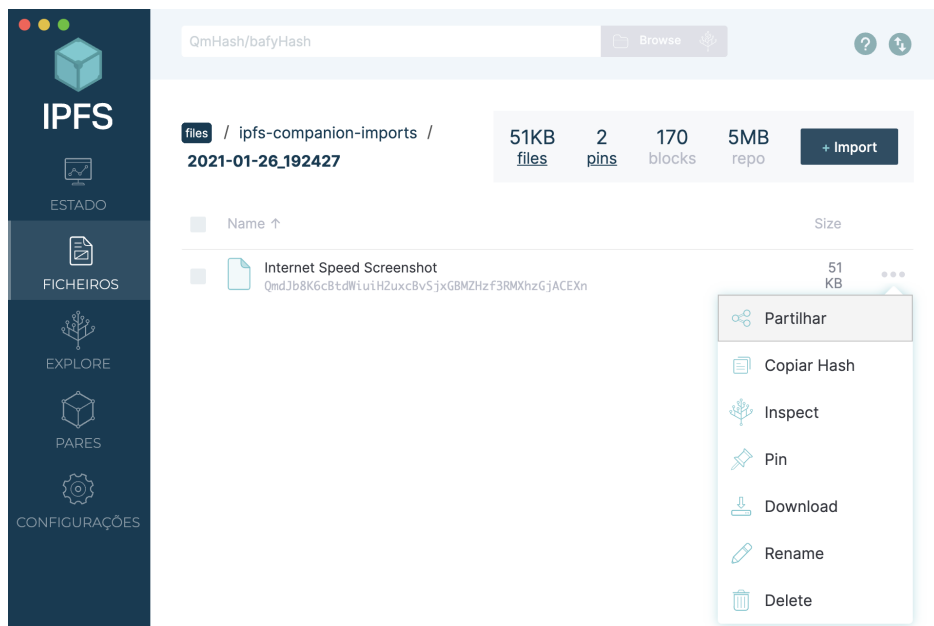 IPFS
ESTADO
FICHEIROS
EXPLORE
PARES
CONFIGURAÇÕES
QmHash/bafyHash
Browse
?
files / ipfs-companion-imports /
2021-01-26_192427
51KB
files
2
pins
170
blocks
5MB
repo
+ Import
Name ↑
Size
Internet Speed Screenshot
QmdJb8K6cBtdWiuiH2uxcBvSjxGBMZHzf3RMXhzGjACEXn
51
KB
Partilhar
Copiar Hash
Inspect
Pin
Download
Rename
Delete